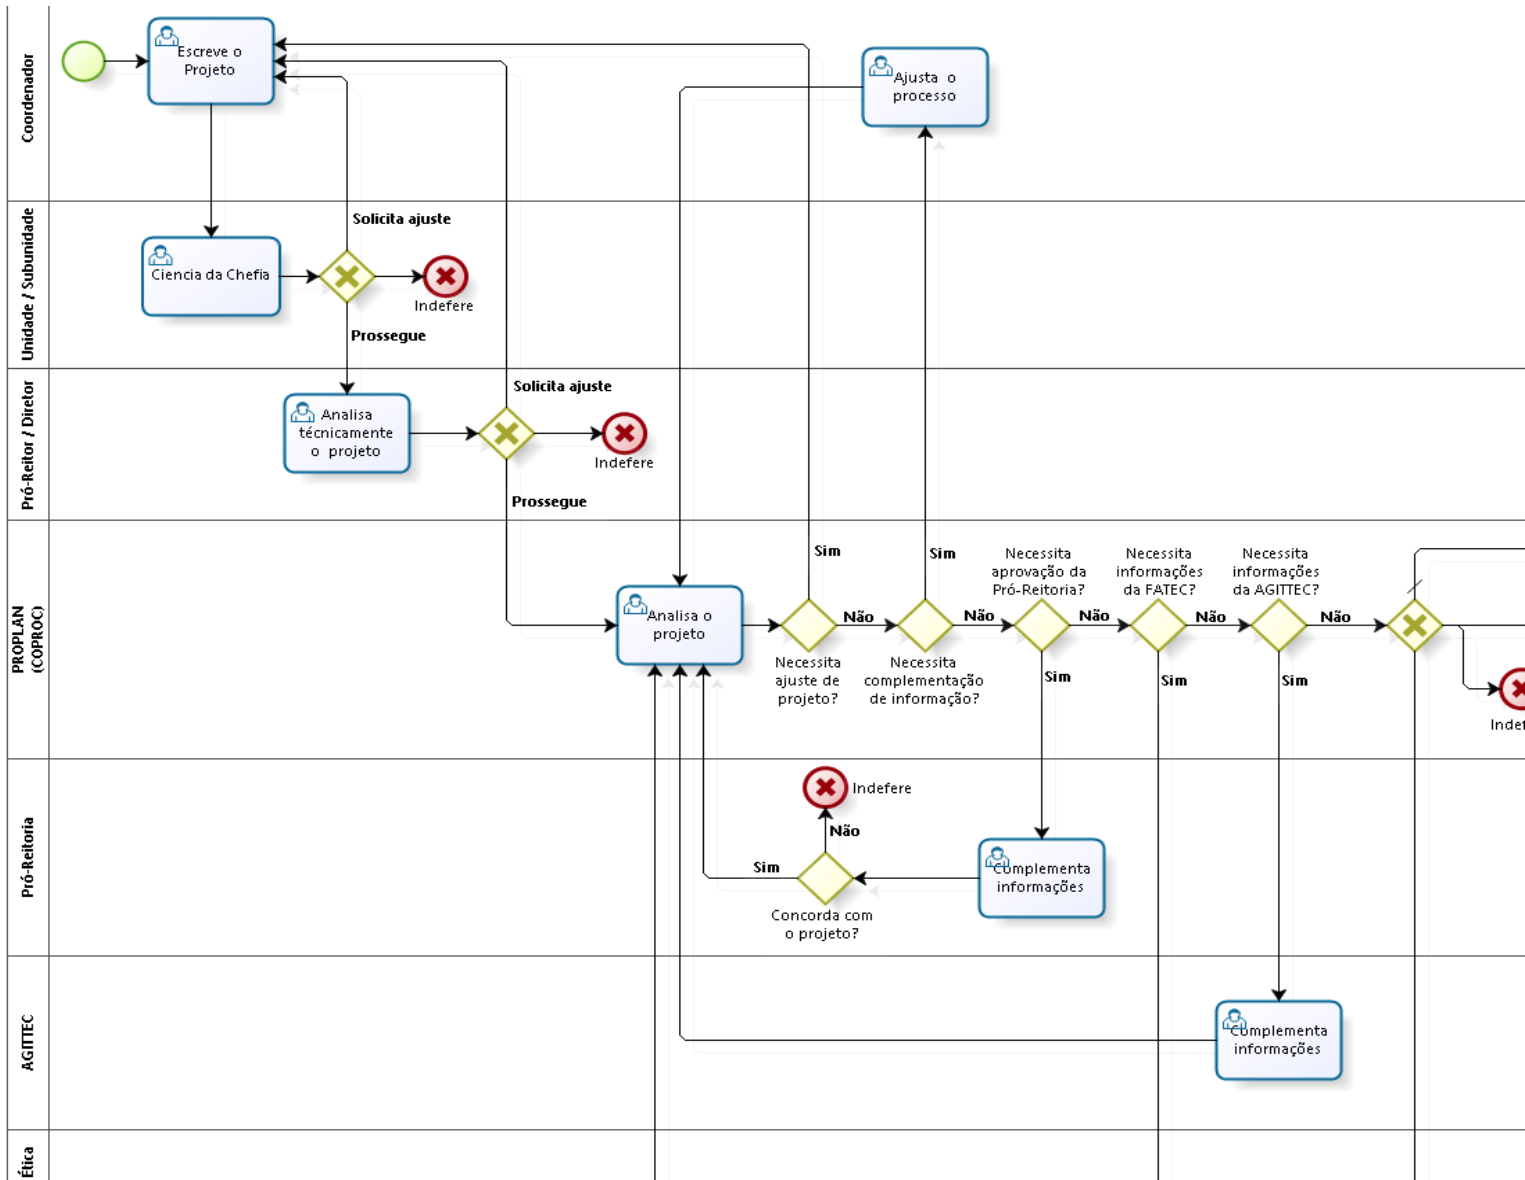 Coordenador
Escreve o
Projeto
Ajusta o
processo
Unidade / Subunidade
Solicita ajuste
Ciencia da Chefia
Indefere
Prossegue
Pró-Reitor / Diretor
Solicita ajuste
Analisa
técnicamente
o projeto
Indefere
Prossegue
PROPLAN
(COPROC)
Sim
Sim
Necessita
aprovação da
Pró-Reitoria?
Necessita
informações
da FATEC?
Necessita
informações
da AGITTEC?
Analisa o
projeto
Não
Não
Não
Não
Não
Necessita
ajuste de
projeto?
Necessita
complementação
de informação?
Sim
Sim
Sim
Indef
Pró-Reitoria
Indefere
Não
Sim
Complementa
informações
Concorda com
o projeto?
AGITTEC
Complementa
informações
Ética